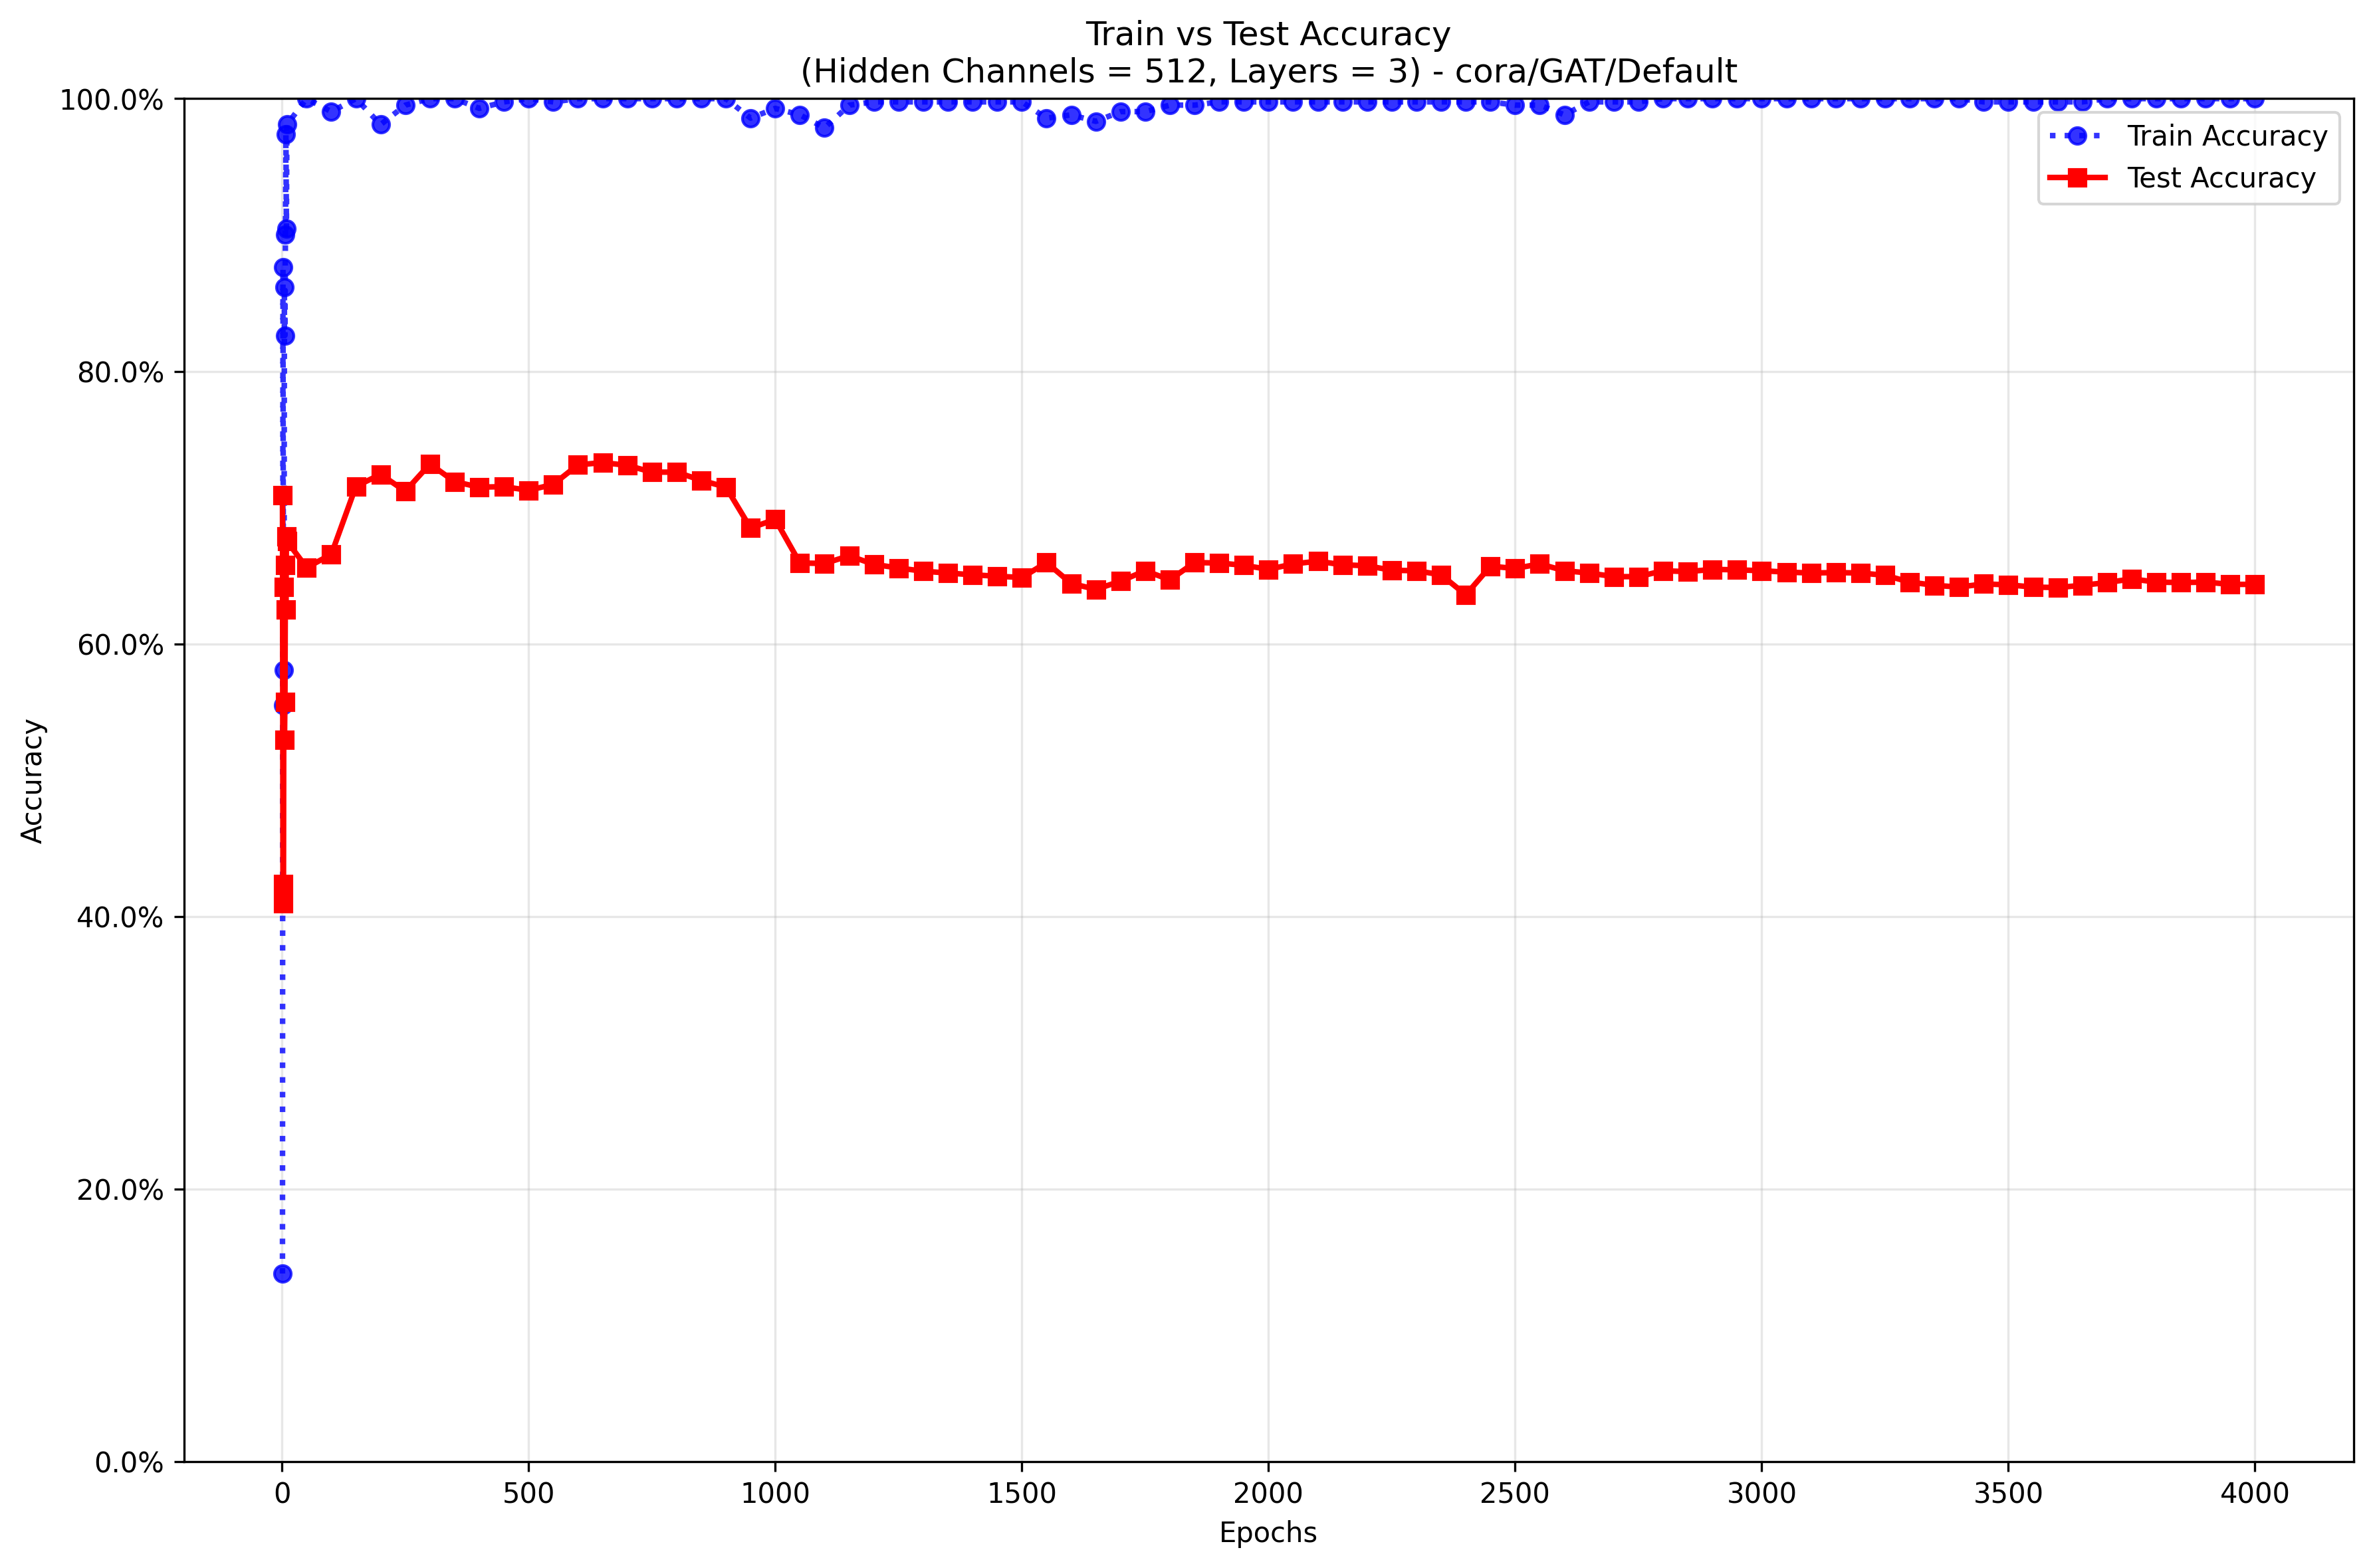 Train vs Test Accuracy
(Hidden Channels = 512, Layers = 3) - cora/GAT/Default
100.0%
80.0%
60.0%
40.0%
20.0%
0.0%
Accuracy
Train Accuracy
Test Accuracy
0 500 1000 1500 2000 2500 3000 3500 4000
Epochs